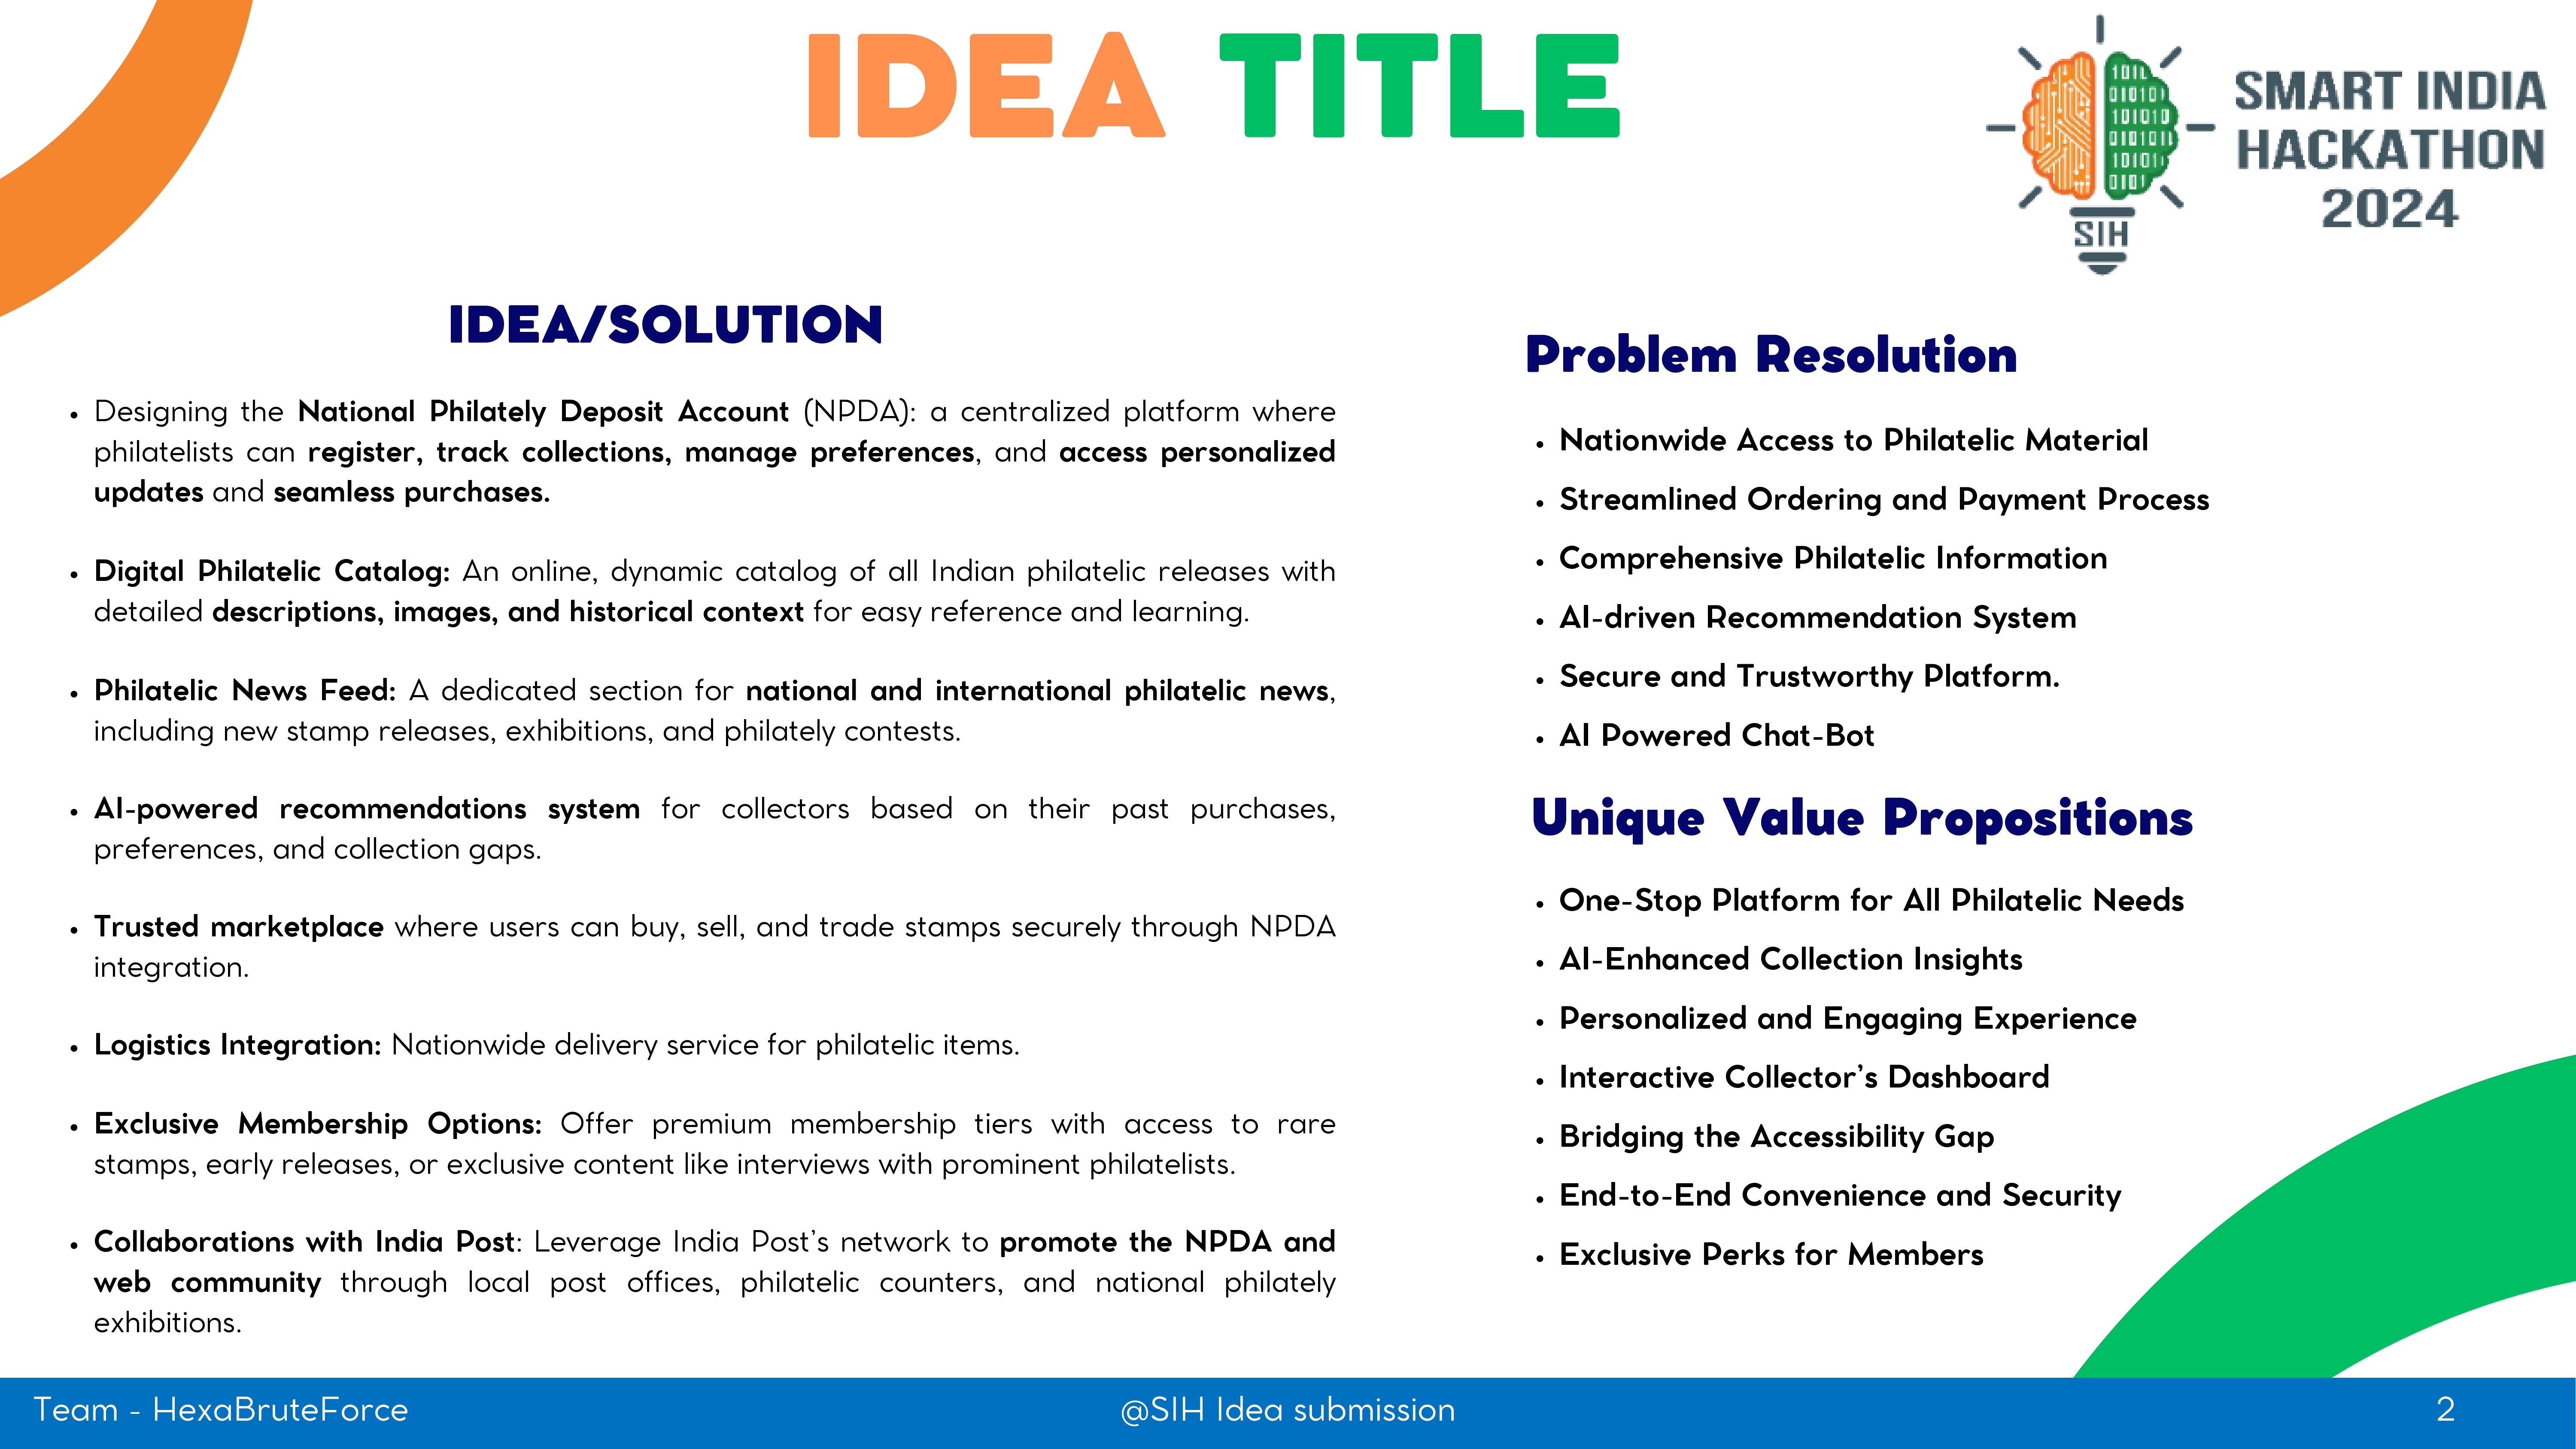 IDEA TITLE
SMART INDIA
HACKATHON
2024
SIH
IDEA/SOLUTION
• Designing the National Philately Deposit Account (NPDA): a centralized platform where
philatelists can register, track collections, manage preferences, and access personalized
updates and seamless purchases.
• Digital Philatelic Catalog: An online, dynamic catalog of all Indian philatelic releases with
detailed descriptions, images, and historical context for easy reference and learning.
• Philatelic News Feed: A dedicated section for national and international philatelic news,
including new stamp releases, exhibitions, and philately contests.
• AI-powered recommendations system for collectors based on their past purchases,
preferences, and collection gaps.
• Trusted marketplace where users can buy, sell, and trade stamps securely through NPDA
integration.
• Logistics Integration: Nationwide delivery service for philatelic items.
• Exclusive Membership Options: Offer premium membership tiers with access to rare
stamps, early releases, or exclusive content like interviews with prominent philatelists.
• Collaborations with India Post: Leverage India Post's network to promote the NPDA and
web community through local post offices, philatelic counters, and national philately
exhibitions.
Problem Resolution
• Nationwide Access to Philatelic Material
• Streamlined Ordering and Payment Process
• Comprehensive Philatelic Information
• AI-driven Recommendation System
• Secure and Trustworthy Platform.
• AI Powered Chat-Bot
Unique Value Propositions
• One-Stop Platform for All Philatelic Needs
• AI-Enhanced Collection Insights
• Personalized and Engaging Experience
• Interactive Collector's Dashboard
• Bridging the Accessibility Gap
• End-to-End Convenience and Security
• Exclusive Perks for Members
Team - HexaBruteForce
@SIH Idea submission
2